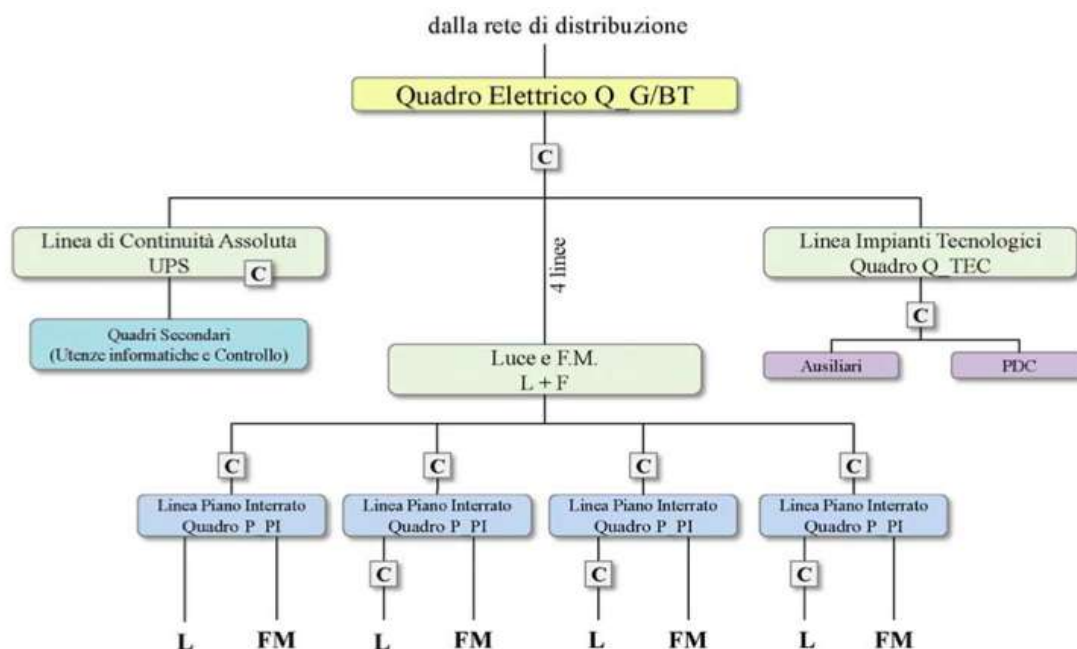 dalla rete di distribuzione
Quadro Elettrico Q_G/BT
C
Linea di Continuità Assoluta
UPS
C
Quadri Secondari
(Utenze informatiche e Controllo)
4 linee
Linea Impianti Tecnologici
Quadro Q_TEC
C
Ausiliari
PDC
Luce e F.M.
L + F
C
C
C
C
Linea Piano Interrato
Quadro P_PI
Linea Piano Interrato
Quadro P_PI
Linea Piano Interrato
Quadro P_PI
Linea Piano Interrato
Quadro P_PI
C
C
C
L
FM
L
FM
L
FM
L
FM